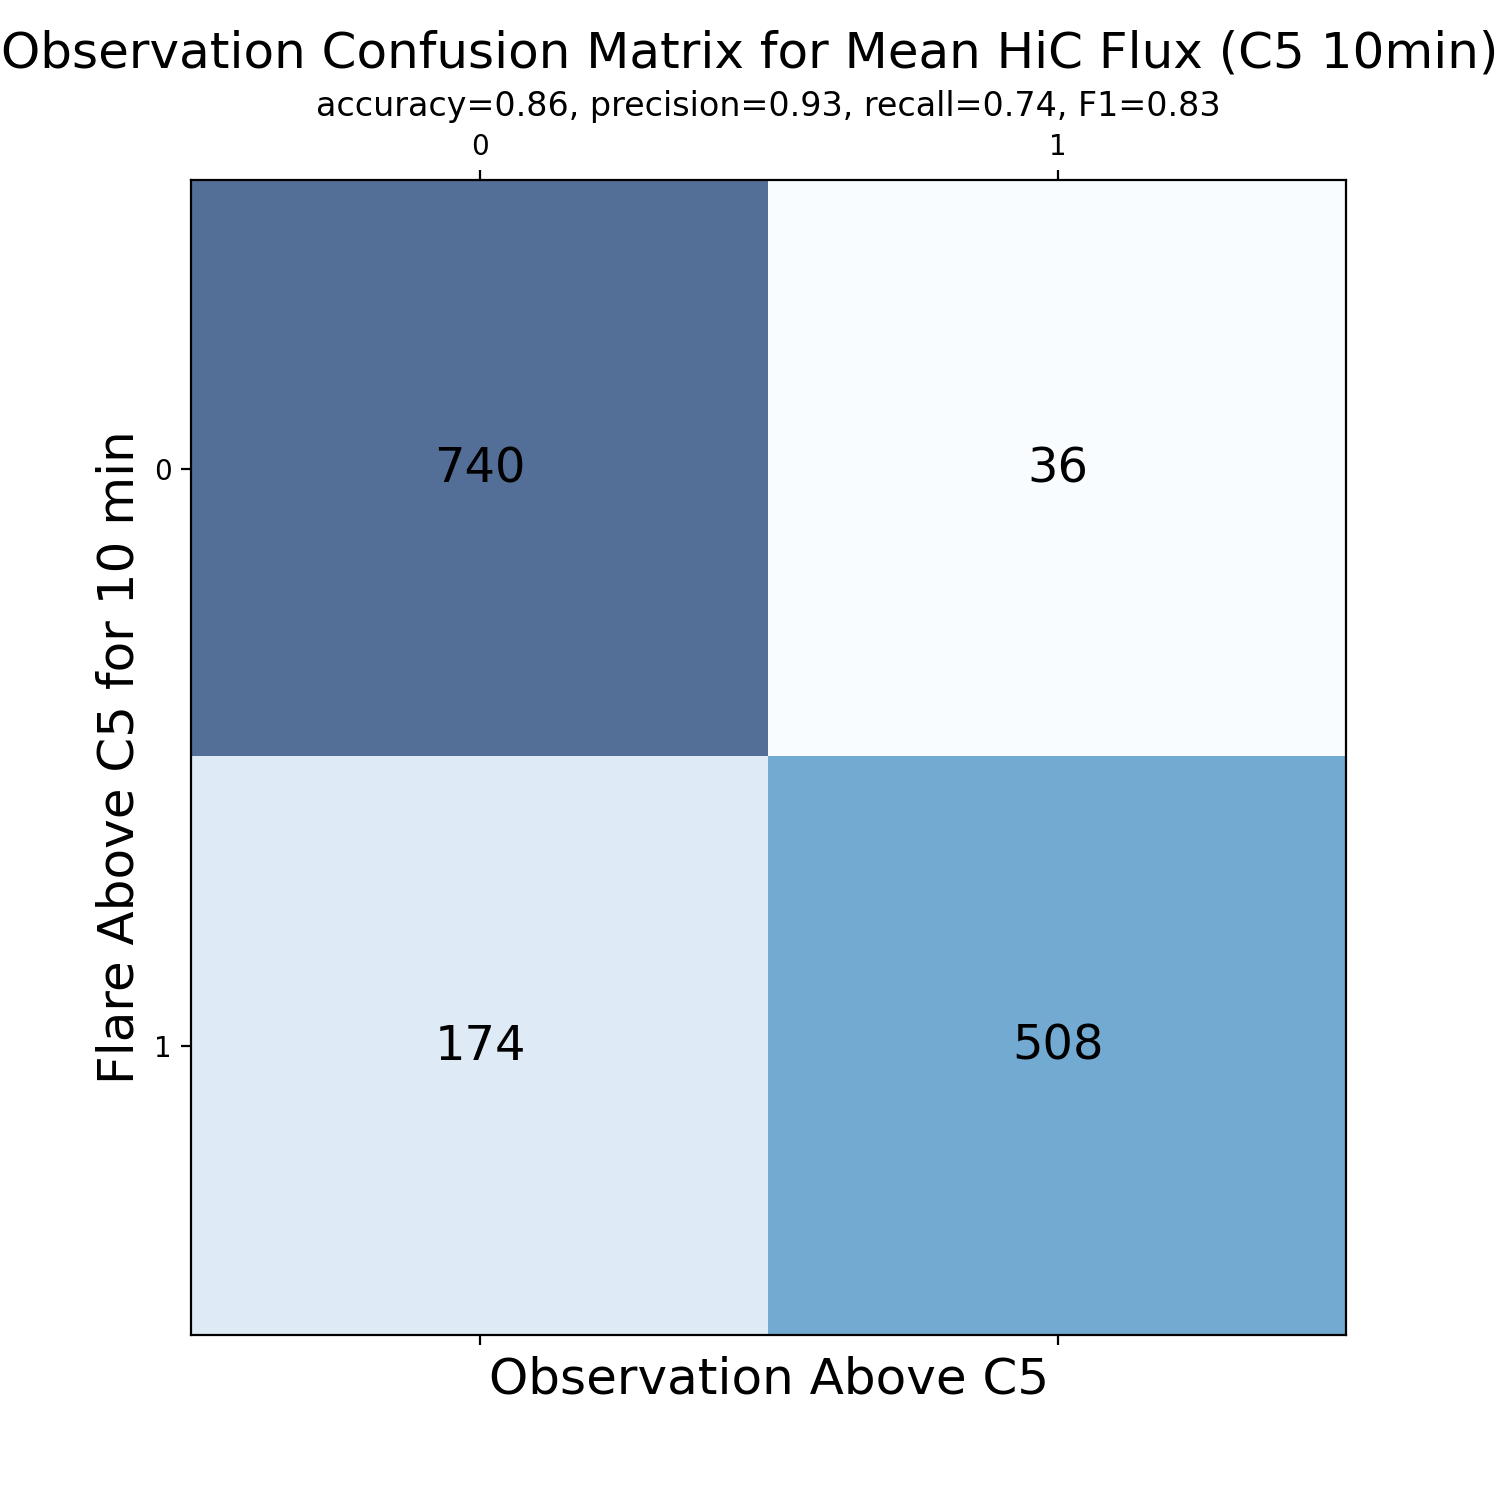 Observation Confusion Matrix for Mean HiC Flux (C5 10min)
accuracy=0.86, precision=0.93, recall=0.74, F1=0.83
0 1
Flare Above C5 for 10 min
0 740 36
1 174 508
Observation Above C5